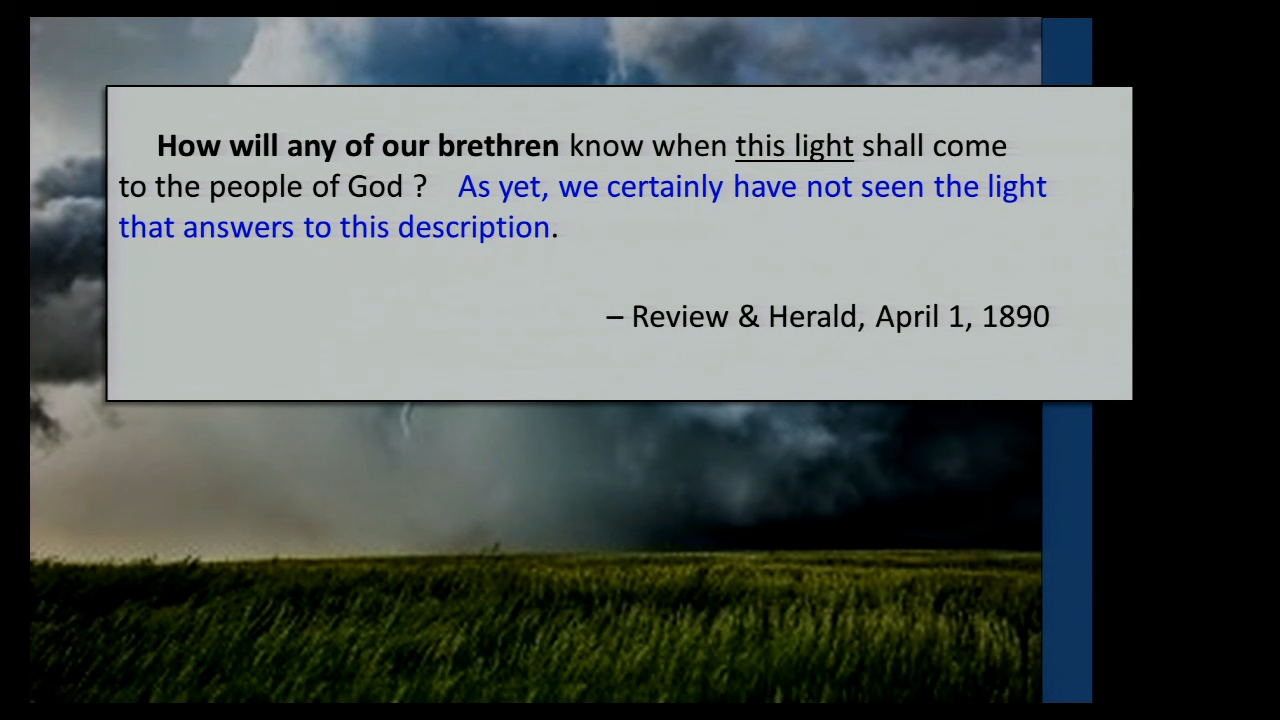 How will any of our brethren know when this light shall come
to the people of God ? As yet, we certainly have not seen the light
that answers to this description.
– Review & Herald, April 1, 1890